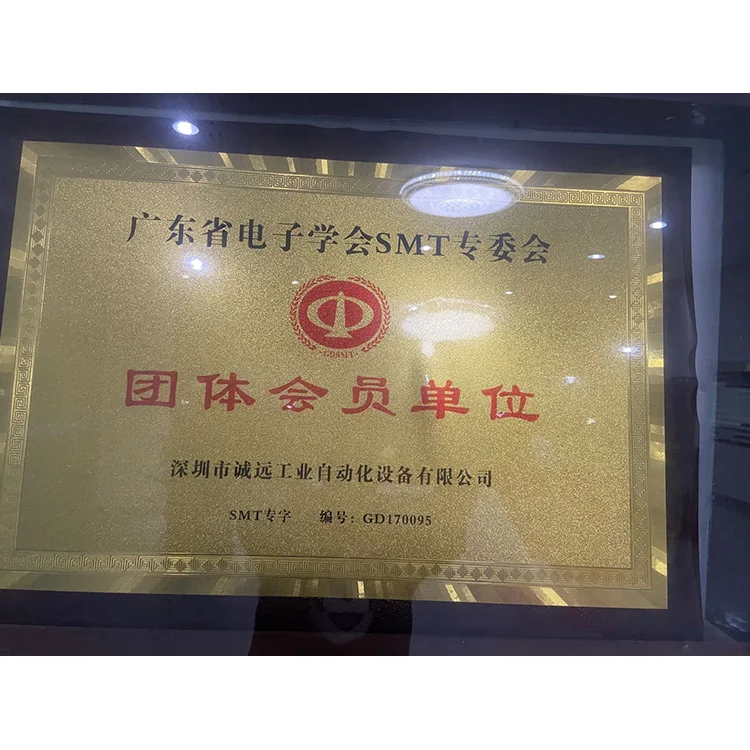 广东省电子学会SMT专委会
·GDSMT·
团体会员单位
深圳市诚远工业自动化设备有限公司
SMT专字 编号：GD170095